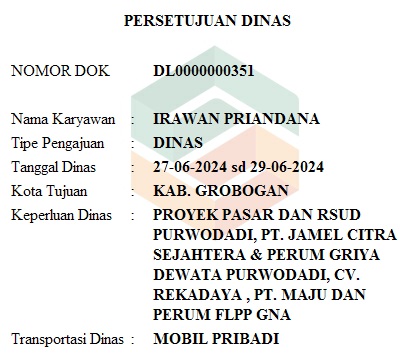 PERSETUJUAN DINAS
NOMOR DOK DL0000000351
Nama Karyawan : IRAWAN PRIANDANA
Tipe Pengajuan : DINAS
Tanggal Dinas : 27-06-2024 sd 29-06-2024
Kota Tujuan : KAB. GROBOGAN
Keperluan Dinas : PROYEK PASAR DAN RSUD
PURWODADI, PT. JAMEL CITRA
SEJAHTERA & PERUM GRIYA
DEWATA PURWODADI, CV.
REKADAYA , PT. MAJU DAN
PERUM FLPP GNA
Transportasi Dinas : MOBIL PRIBADI